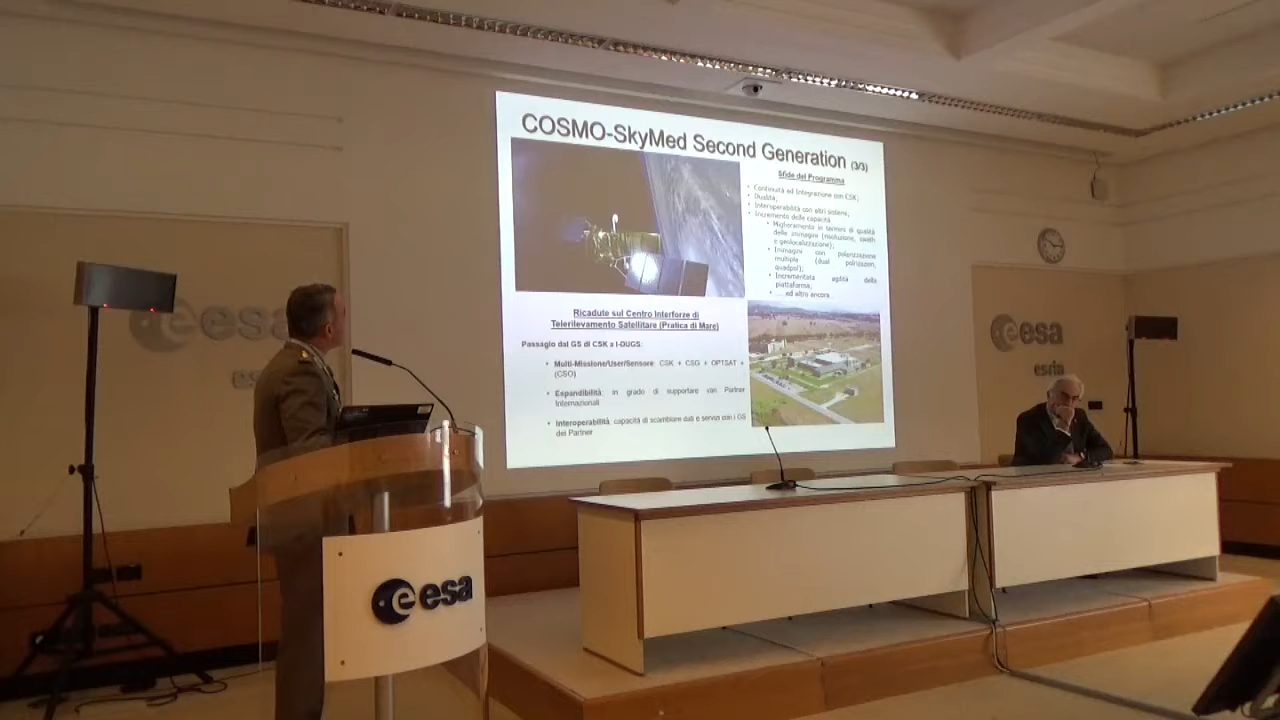 COSMO-SkyMed Second Generation (3/3)
Sfide del Programma
• Continuità ed Integrazione con CSK;
• Dualità;
• Interoperabilità con altri sistemi;
• Incremento delle capacità
• Miglioramento in termini di qualità
delle immagini (risoluzione, swath
e geolocalizzazione);
• Immagini con polarizzazione
multipla (dual polrizaion,
quadpol);
• Incrementata agilità della
piattaforma;
• …..ed altro ancora
Ricadute sul Centro Interforze di
Telerilevamento Satellitare (Pratica di Mare)
Passagio dal GS di CSK a I-DUGS:
• Multi-Missione/User/Sensore: CSK + CSG + OPTSAT +
(CSO)
• Espandibilità: in grado di supportare vari Partner
Internazionali
• Interoperabilità: capacità di scambiare dati e servizi con i GS
dei Partner
esa
esa
esrin
esa